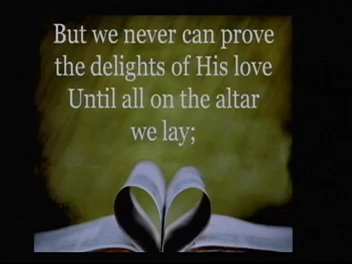 But we never can prove
the delights of His love
Until all on the altar
we lay;